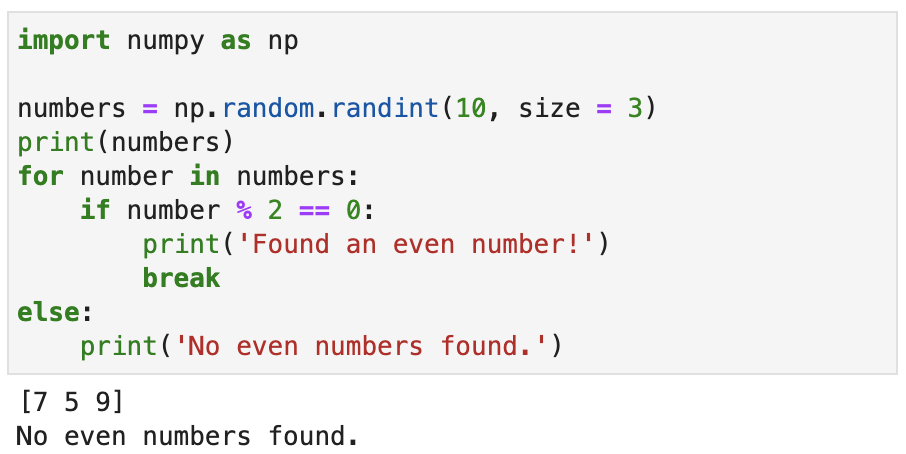 import numpy as np

numbers = np.random.randint(10, size = 3)
print(numbers)
for number in numbers:
    if number % 2 == 0:
        print('Found an even number!')
        break
else:
    print('No even numbers found.')
[7 5 9]
No even numbers found.